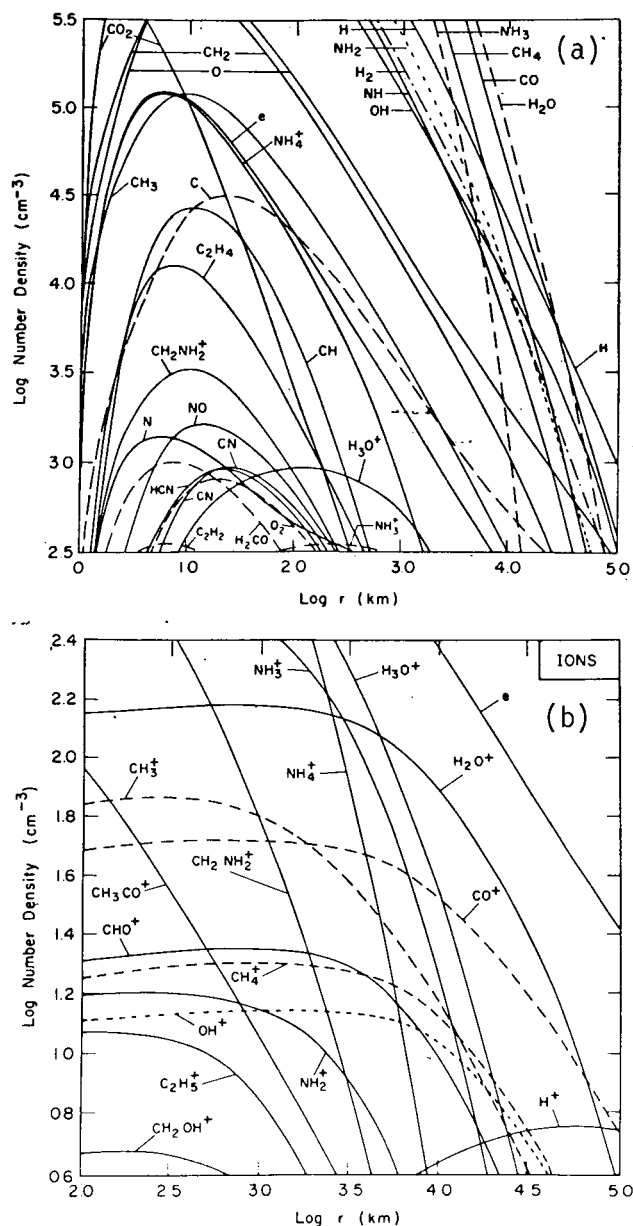 (a)
CO2
CH2
O
H
NH2
H2
NH
OH
NH3
CH4
CO
H2O
e
NH4+
CH3
C
C2H4
CH
H
CH2NH2+
N
NO
CN
H3O+
HCN
CN
C2H2
H2CO
O2
NH3+
5.5
5.0
4.5
4.0
3.5
3.0
2.5
Log Number Density (cm−3)
0
1.0
2.0
3.0
4.0
5.0
Log r (km)
IONS
(b)
NH3+
H3O+
e
H2O+
CH3+
NH4+
CH2 NH2+
CO+
CH3CO+
CHO+
CH4+
OH+
C2H5+
NH2+
H+
CH2 OH+
2.4
2.2
2.0
1.8
1.6
1.4
1.2
1.0
0.8
0.6
Log Number Density (cm−3)
2.0
2.5
3.0
3.5
4.0
4.5
5.0
Log r (km)